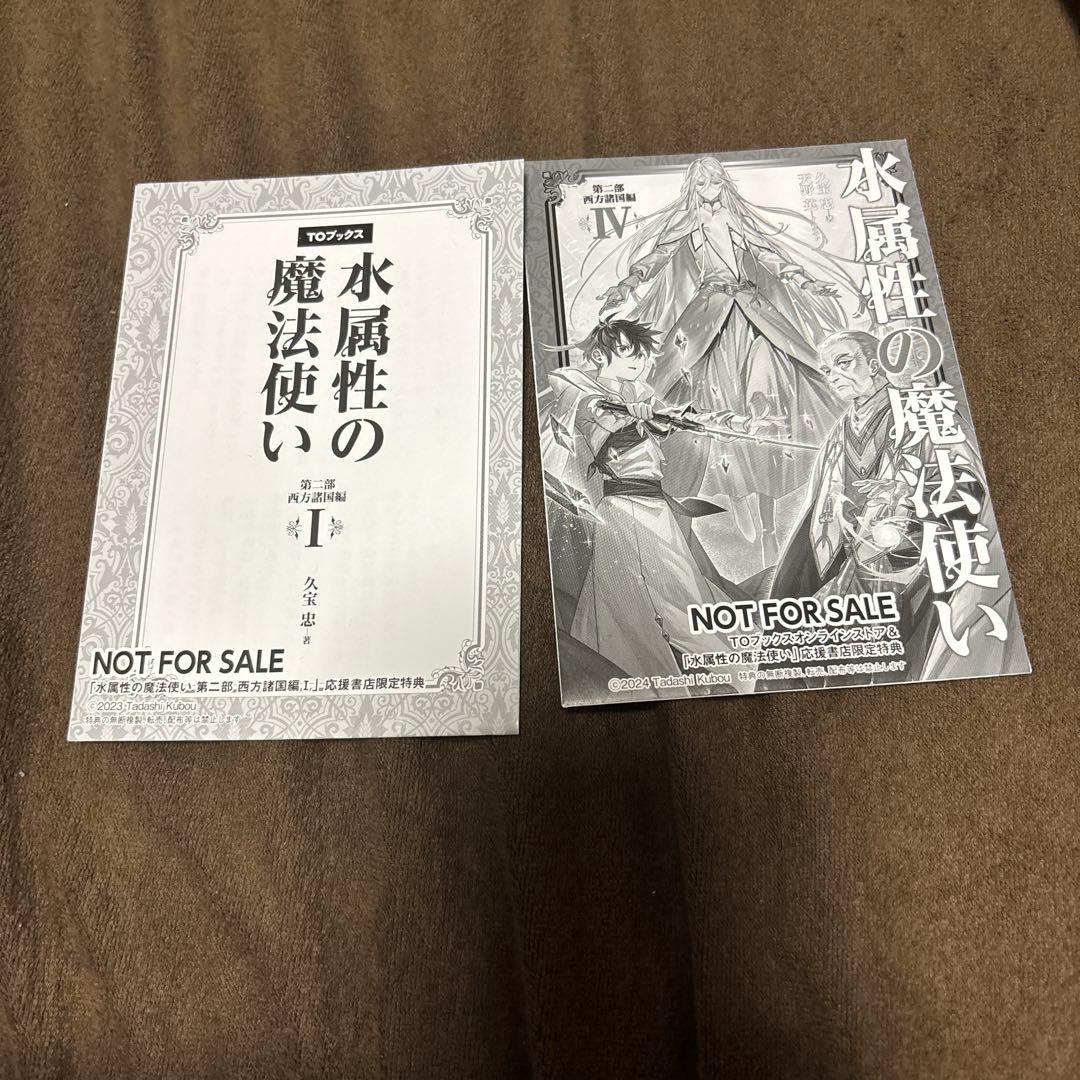 TOブックス
水属性の
魔法使い
第二部
西方諸国編
I
久宝 忠 著
NOT FOR SALE
「水属性の魔法使い 第二部 西方諸国編 I 」応援書店限定特典
©2023 Tadashi Kubou
特典の無断複製、転売、配布等は禁止します
水属性の魔法使い
久宝 忠
天野 英
第二部
西方諸国編
IV
NOT FOR SALE
TOブックスオンラインストア&
「水属性の魔法使い」応援書店限定特典
©2024 Tadashi Kubou 特典の無断複製、転売、配布等は禁止します